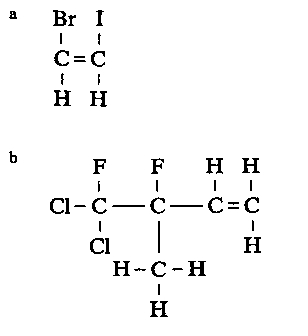 a
Br I
C = C
H H
b
F F H H
Cl – C – C – C = C
Cl H
H – C – H
H